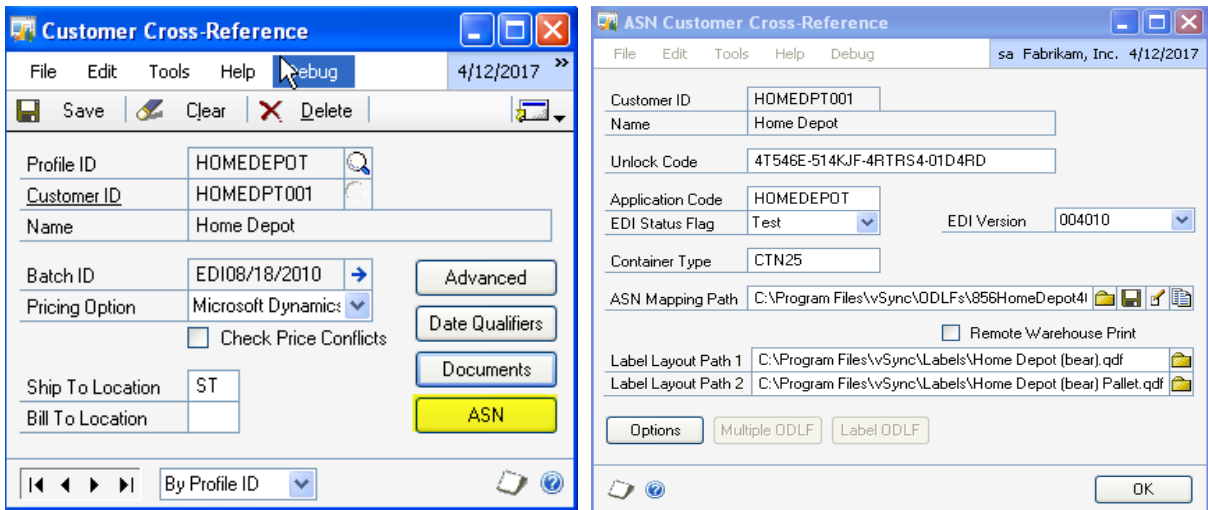 Customer Cross-Reference
File Edit Tools Help Debug 4/12/2017 »
Save Clear Delete
Profile ID HOMEDEPOT
Customer ID HOMEDPT001
Name Home Depot
Batch ID EDI08/18/2010 Advanced
Pricing Option Microsoft Dynamics
Check Price Conflicts Date Qualifiers
Documents
Ship To Location ST
Bill To Location ASN
By Profile ID
ASN Customer Cross-Reference
File Edit Tools Help Debug sa Fabrikam, Inc. 4/12/2017
Customer ID HOMEDPT001
Name Home Depot
Unlock Code 4T546E-514KJF-4RTRS4-01D4RD
Application Code HOMEDEPOT
EDI Status Flag Test EDI Version 004010
Container Type CTN25
ASN Mapping Path C:\Program Files\vSync\ODLFs\856HomeDepot4
Remote Warehouse Print
Label Layout Path 1 C:\Program Files\vSync\Labels\Home Depot (bear).qdf
Label Layout Path 2 C:\Program Files\vSync\Labels\Home Depot (bear) Pallet.qdf
Options Multiple ODLF Label ODLF
OK